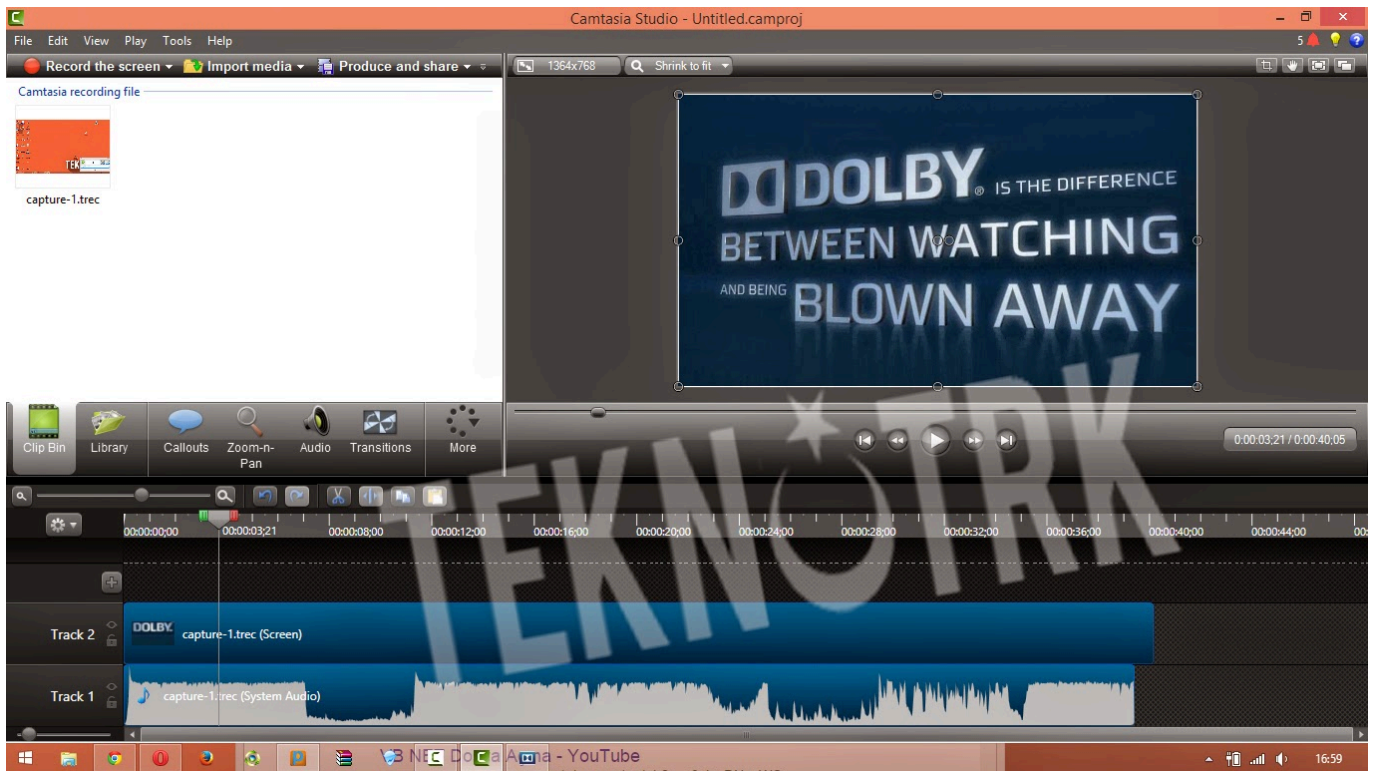 Camtasia Studio - Untitled.camproj
File Edit View Play Tools Help
5
Record the screen Import media Produce and share
1364x768 Shrink to fit
Camtasia recording file
TEK
capture-1.trec
DOLBY® IS THE DIFFERENCE
BETWEEN WATCHING
AND BEING BLOWN AWAY
Clip Bin Library Callouts Zoom-n-Pan Audio Transitions More
0:00:03;21 / 0:00:40;05
00:00:00;00 00:00:03;21 00:00:08;00 00:00:12;00 00:00:16;00 00:00:20;00 00:00:24;00 00:00:28;00 00:00:32;00 00:00:36;00 00:00:40;00 00:00:44;00 00:
TEKNOTRK
Track 2 DOLBY capture-1.trec (Screen)
Track 1 capture-1.trec (System Audio)
- YouTube
16:59